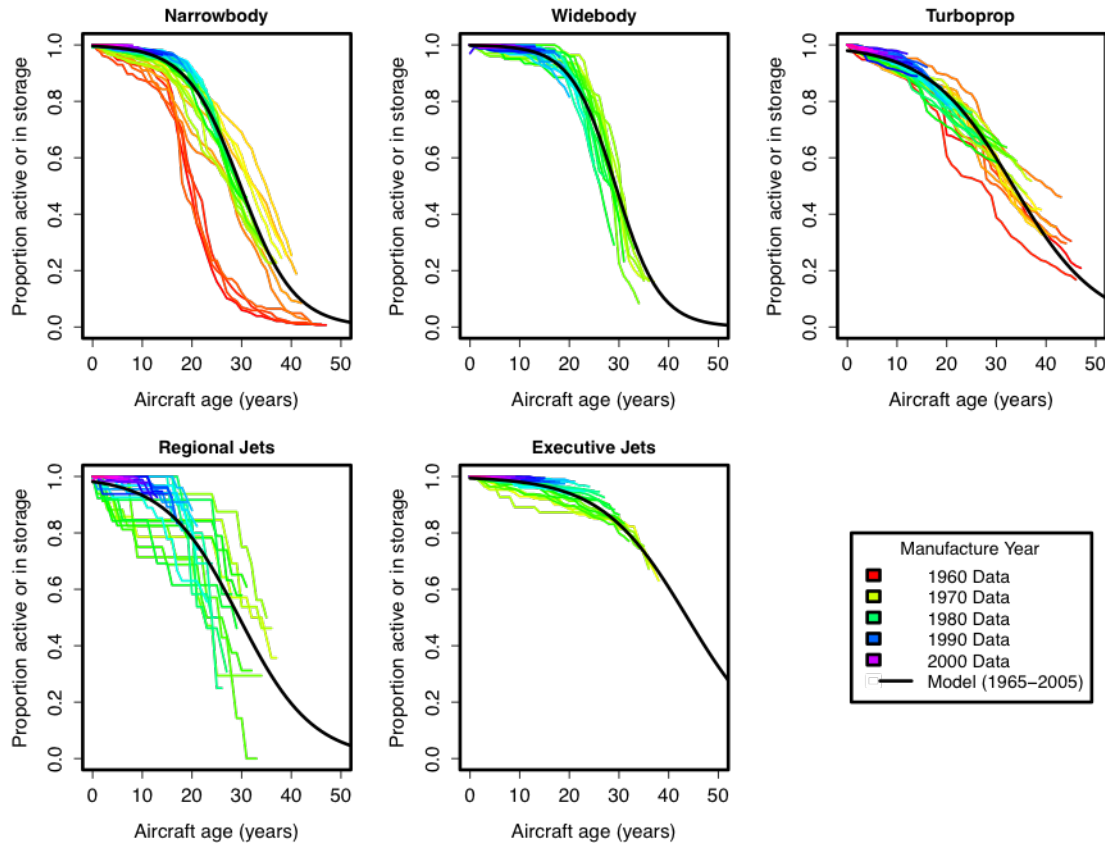 Narrowbody
Proportion active or in storage
0.0 0.2 0.4 0.6 0.8 1.0
0 10 20 30 40 50
Aircraft age (years)
Widebody
Proportion active or in storage
0.0 0.2 0.4 0.6 0.8 1.0
0 10 20 30 40 50
Aircraft age (years)
Turboprop
Proportion active or in storage
0.0 0.2 0.4 0.6 0.8 1.0
0 10 20 30 40 50
Aircraft age (years)
Regional Jets
Proportion active or in storage
0.0 0.2 0.4 0.6 0.8 1.0
0 10 20 30 40 50
Aircraft age (years)
Executive Jets
Proportion active or in storage
0.0 0.2 0.4 0.6 0.8 1.0
0 10 20 30 40 50
Aircraft age (years)
Manufacture Year
1960 Data
1970 Data
1980 Data
1990 Data
2000 Data
Model (1965−2005)